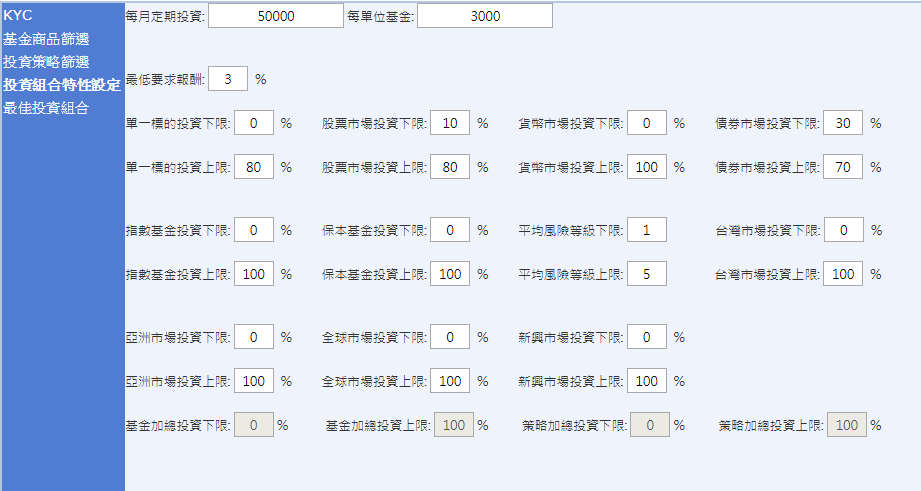 KYC
基金商品篩選
投資策略篩選
投資組合特性設定
最佳投資組合
每月定期投資: 50000 每單位基金: 3000
最低要求報酬: 3 %
單一標的投資下限: 0 % 股票市場投資下限: 10 % 貨幣市場投資下限: 0 % 債券市場投資下限: 30 %
單一標的投資上限: 80 % 股票市場投資上限: 80 % 貨幣市場投資上限: 100 % 債券市場投資上限: 70 %
指數基金投資下限: 0 % 保本基金投資下限: 0 % 平均風險等級下限: 1 台灣市場投資下限: 0 %
指數基金投資上限: 100 % 保本基金投資上限: 100 % 平均風險等級上限: 5 台灣市場投資上限: 100 %
亞洲市場投資下限: 0 % 全球市場投資下限: 0 % 新興市場投資下限: 0 %
亞洲市場投資上限: 100 % 全球市場投資上限: 100 % 新興市場投資上限: 100 %
基金加總投資下限: 0 % 基金加總投資上限: 100 % 策略加總投資下限: 0 % 策略加總投資上限: 100 %